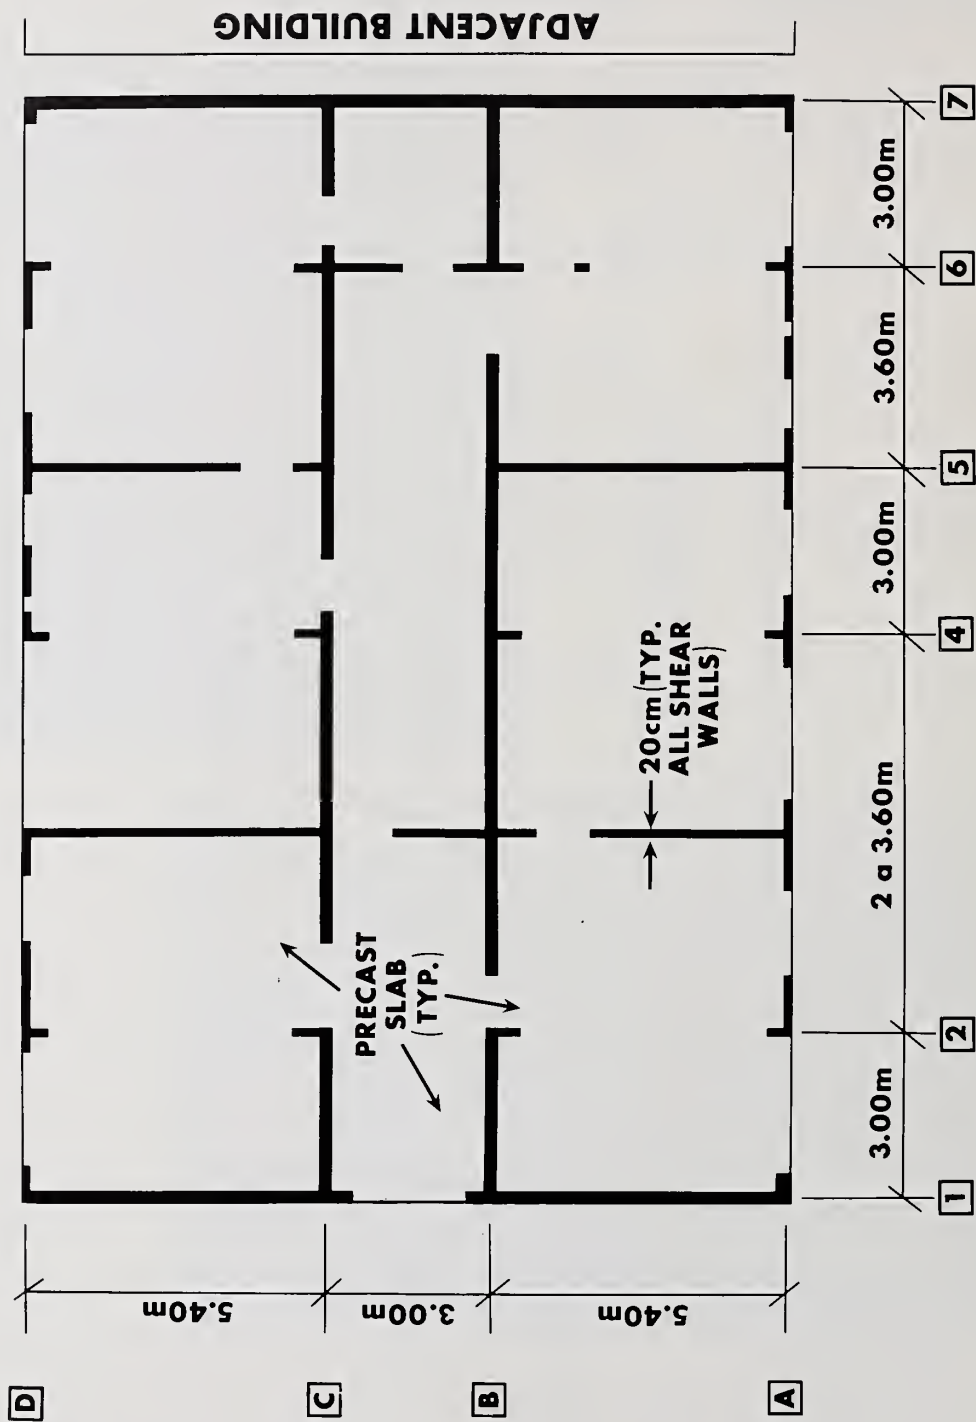 ADJACENT BUILDING
D
C
B
A
5.40m
3.00m
5.40m
PRECAST
SLAB
(TYP.)
20cm(TYP.
ALL SHEAR
WALLS)
3.00m
2 a 3.60m
3.00m
3.60m
3.00m
1
2
4
5
6
7